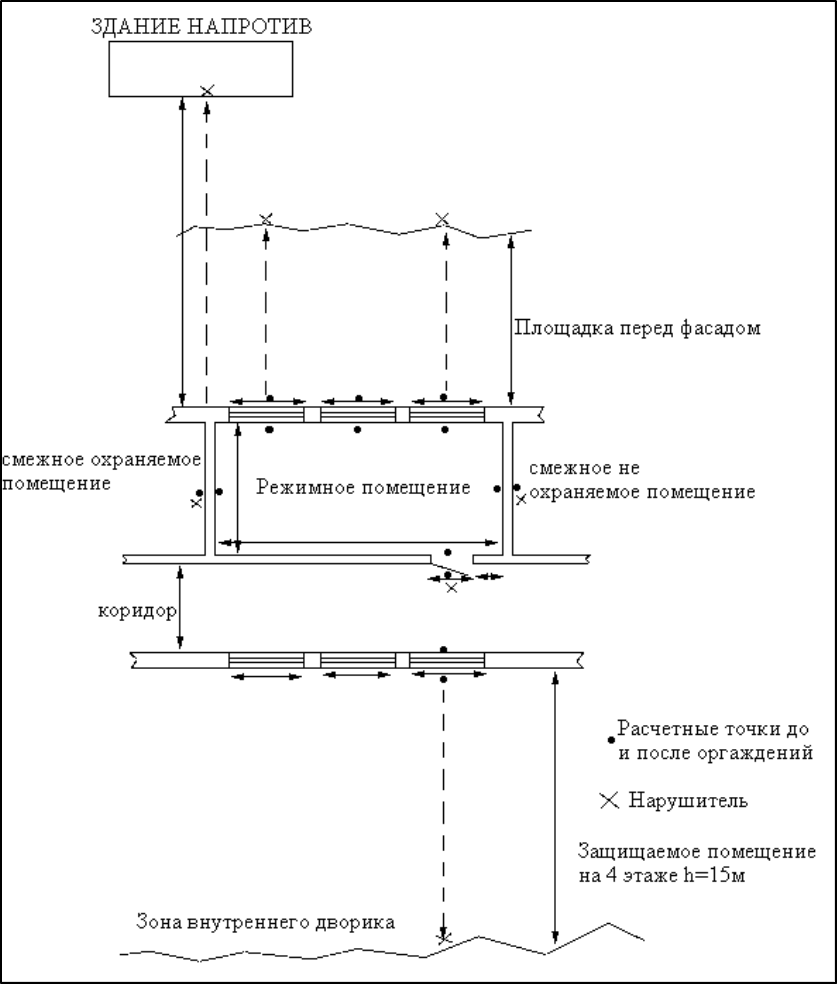 ЗДАНИЕ НАПРОТИВ
Площадка перед фасадом
смежное охраняемое
помещение
Режимное помещение
смежное не
охраняемое помещение
коридор
Расчетные точки до
и после оргаждений
Нарушитель
Защищаемое помещение
на 4 этаже h=15м
Зона внутреннего дворика